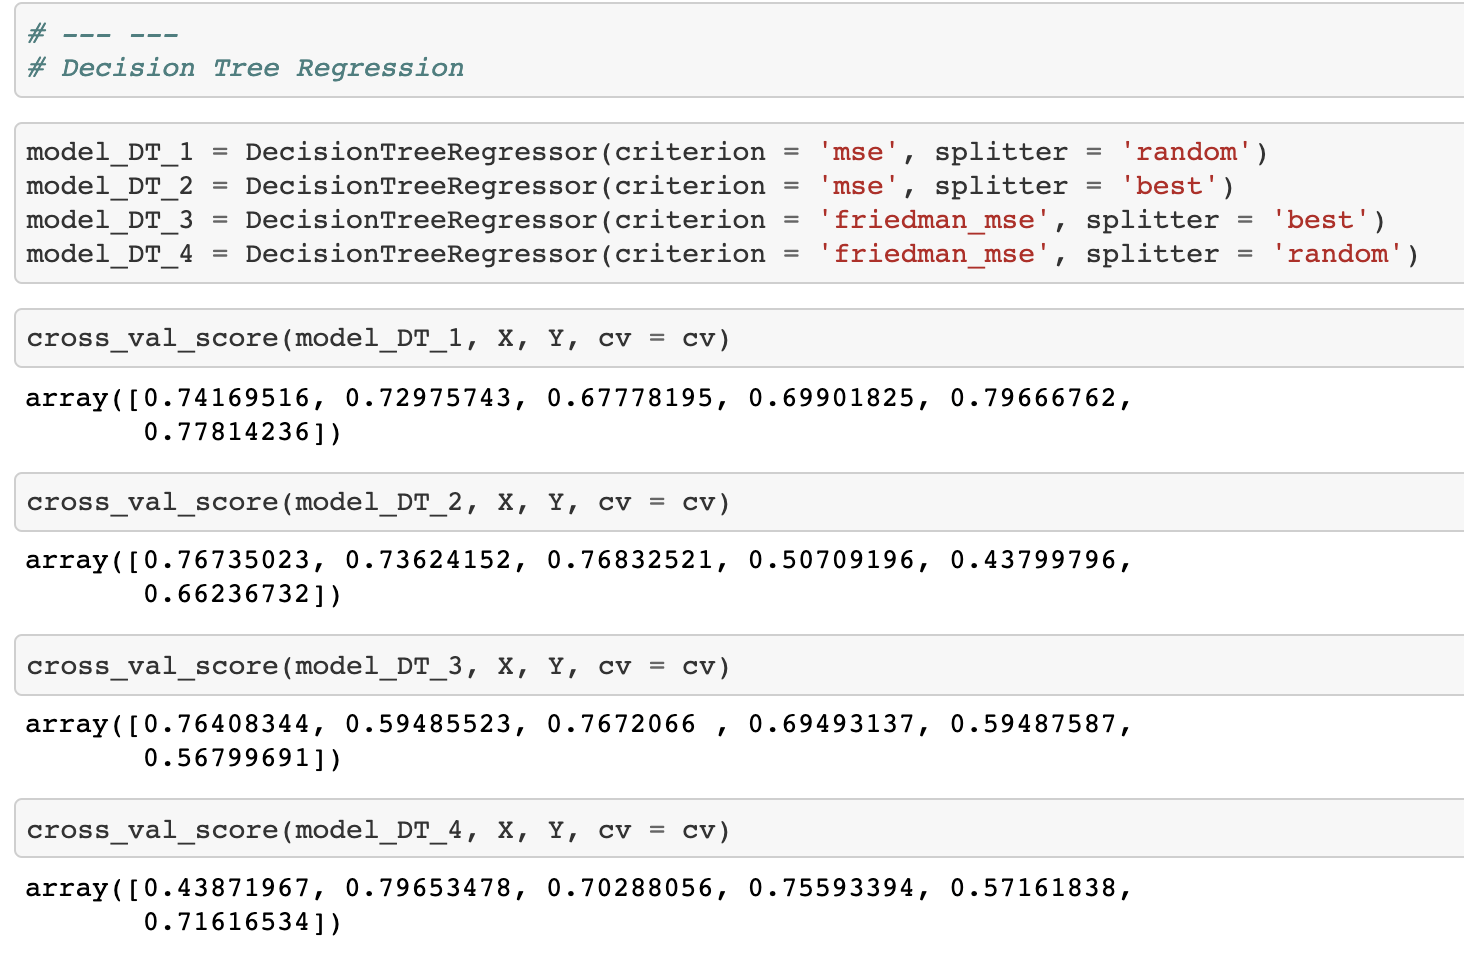 # --- ---
# Decision Tree Regression
model_DT_1 = DecisionTreeRegressor(criterion = 'mse', splitter = 'random')
model_DT_2 = DecisionTreeRegressor(criterion = 'mse', splitter = 'best')
model_DT_3 = DecisionTreeRegressor(criterion = 'friedman_mse', splitter = 'best')
model_DT_4 = DecisionTreeRegressor(criterion = 'friedman_mse', splitter = 'random')
cross_val_score(model_DT_1, X, Y, cv = cv)
array([0.74169516, 0.72975743, 0.67778195, 0.69901825, 0.79666762,
       0.77814236])
cross_val_score(model_DT_2, X, Y, cv = cv)
array([0.76735023, 0.73624152, 0.76832521, 0.50709196, 0.43799796,
       0.66236732])
cross_val_score(model_DT_3, X, Y, cv = cv)
array([0.76408344, 0.59485523, 0.7672066 , 0.69493137, 0.59487587,
       0.56799691])
cross_val_score(model_DT_4, X, Y, cv = cv)
array([0.43871967, 0.79653478, 0.70288056, 0.75593394, 0.57161838,
       0.71616534])